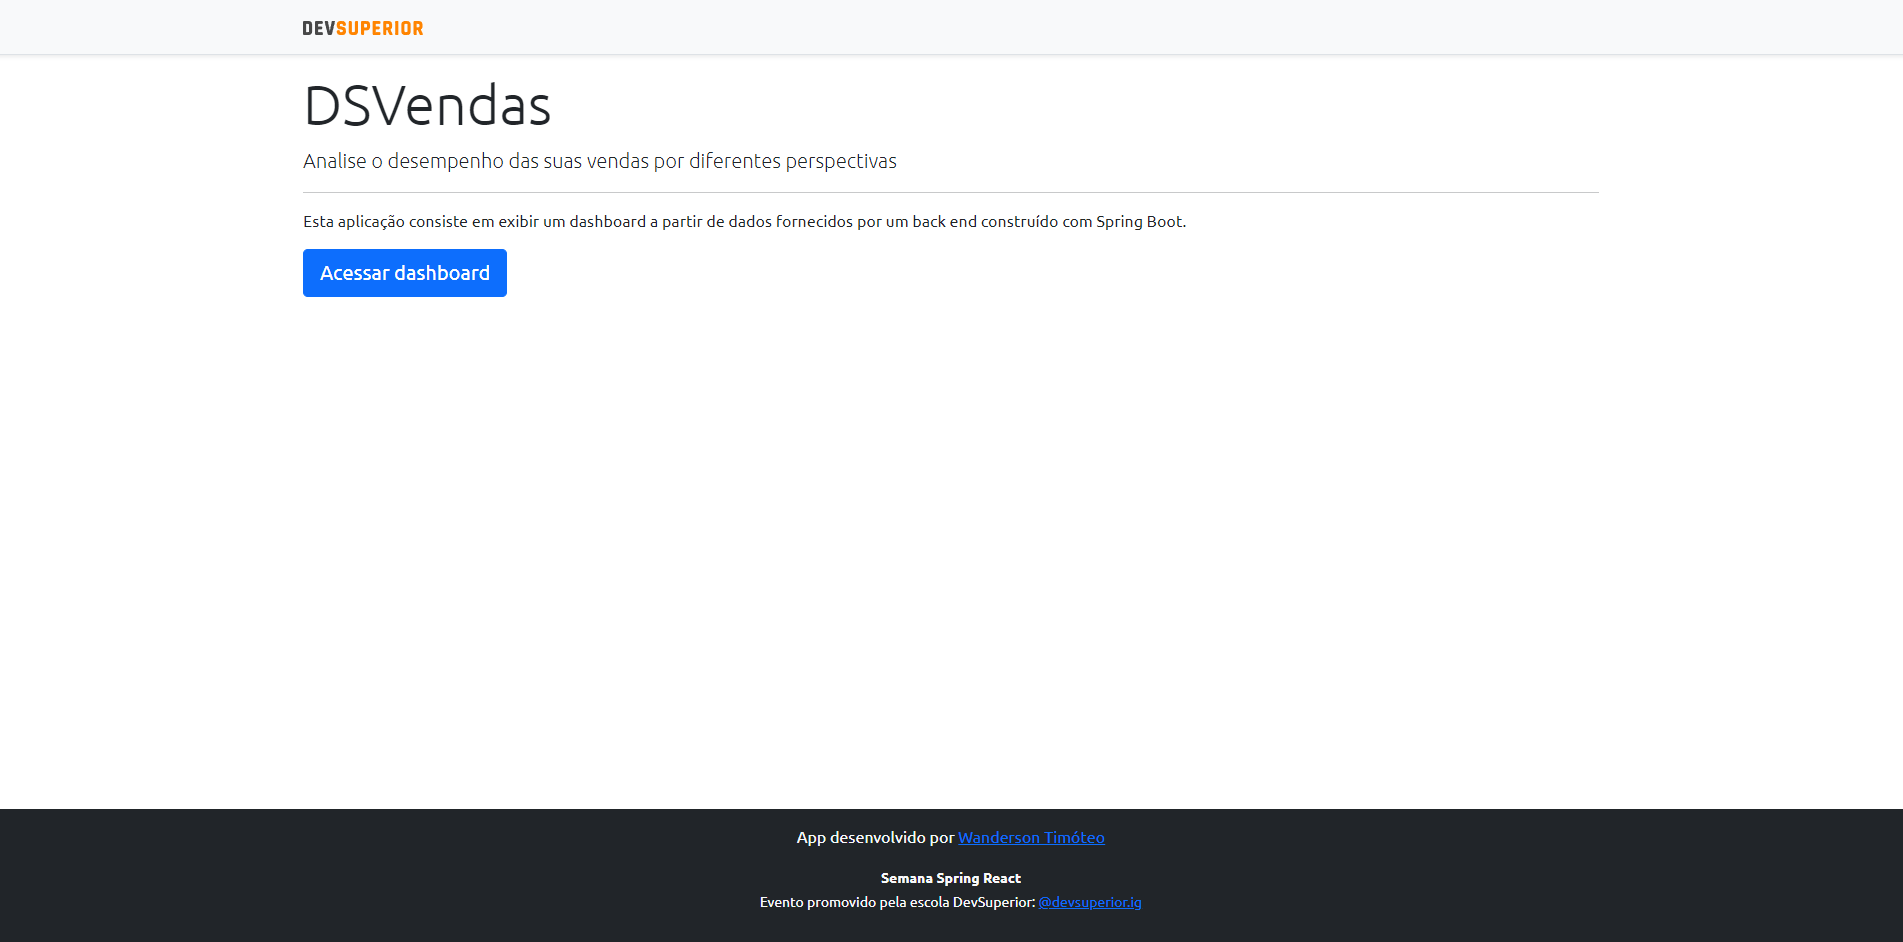 DEVSUPERIOR
DSVendas
Analise o desempenho das suas vendas por diferentes perspectivas
Esta aplicação consiste em exibir um dashboard a partir de dados fornecidos por um back end construído com Spring Boot.
Acessar dashboard
App desenvolvido por Wanderson Timóteo
Semana Spring React
Evento promovido pela escola DevSuperior: @devsuperior.ig